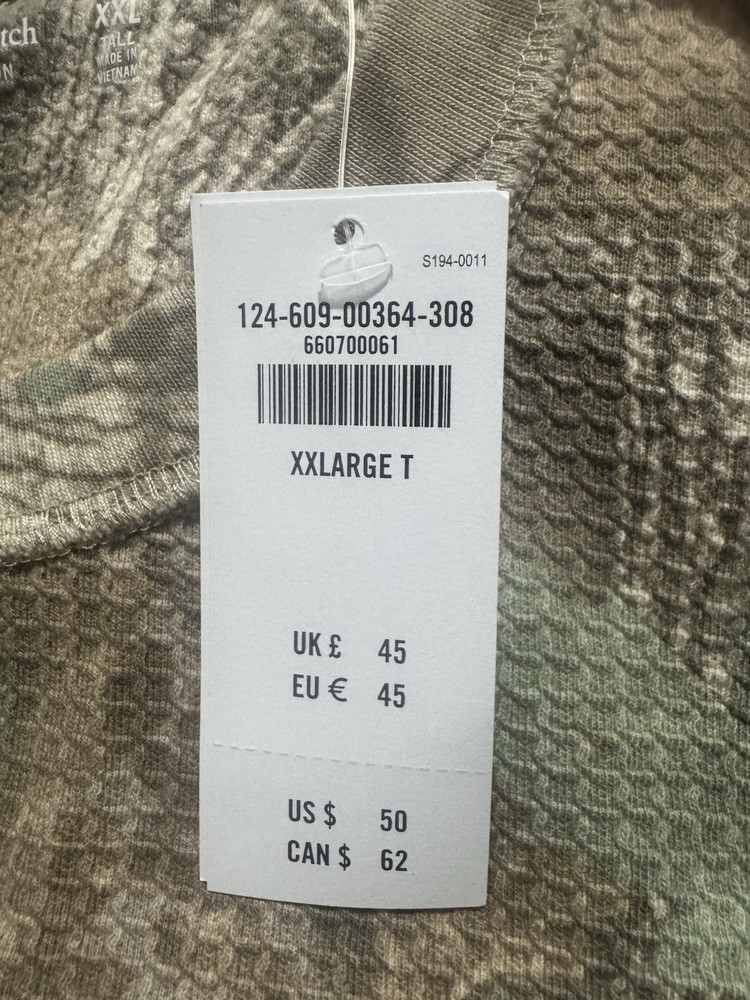 tch
XXL
TALL
MADE IN
VIETNAM
S194-0011
124-609-00364-308
660700061
XXLARGE T
UK £ 45
EU € 45
US $ 50
CAN $ 62